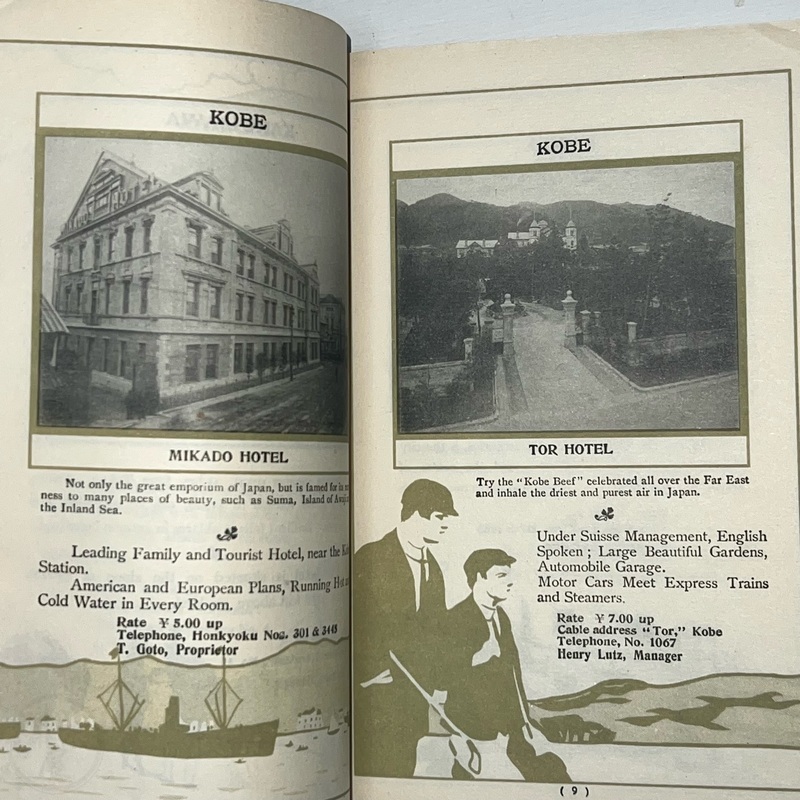 KOBE
MIKADO HOTEL
MIKADO HOTEL
Not only the great emporium of Japan, but is famed for its
ness to many places of beauty, such as Suma, Island of
the Inland Sea.
Leading Family and Tourist Hotel, near the
Station.
American and European Plans, Running Hot
Cold Water in Every Room.
Rate ¥ 5.00 up
Telephone, Honkyoku Nos. 301 & 3445
T. Goto, Proprietor
KOBE
TOR HOTEL
Try the "Kobe Beef" celebrated all over the Far East
and inhale the driest and purest air in Japan.
Under Suisse Management, English
Spoken; Large Beautiful Gardens,
Automobile Garage.
Motor Cars Meet Express Trains
and Steamers.
Rate ¥ 7.00 up
Cable address "Tor," Kobe
Telephone, No. 1067
Henry Lutz, Manager
( 9 )